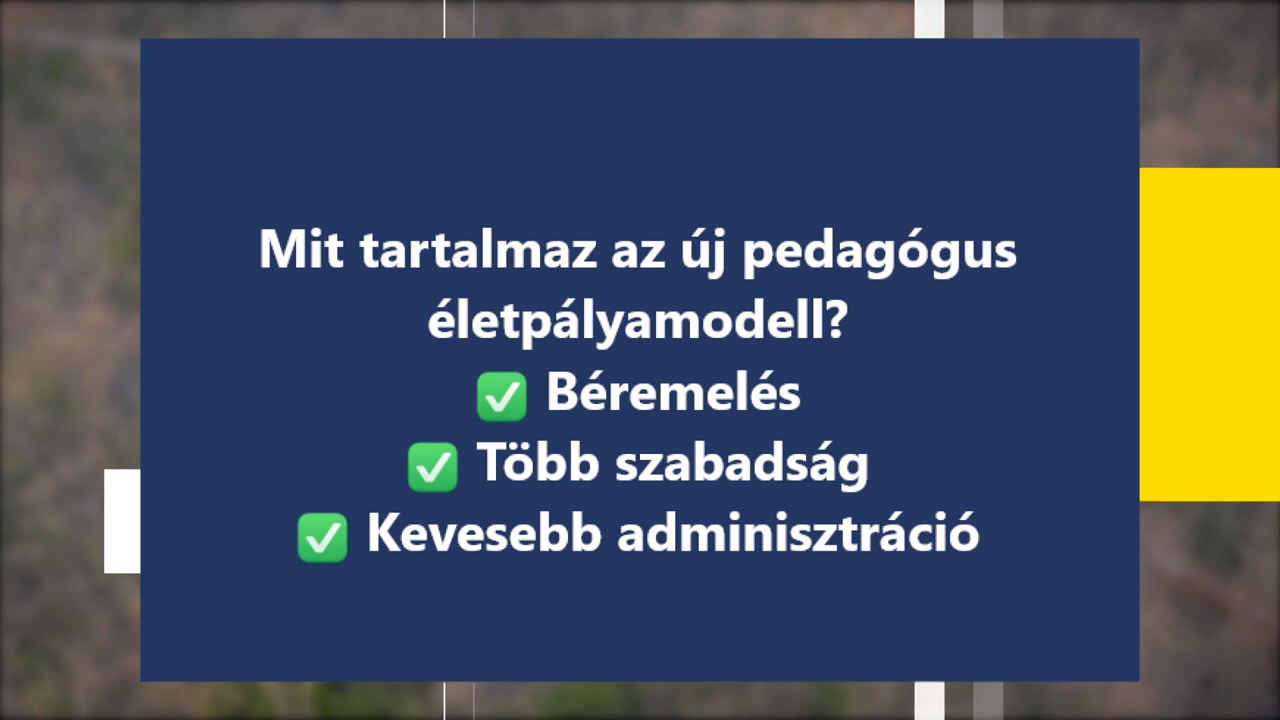 Mit tartalmaz az új pedagógus
életpályamodell?
✅ Béremelés
✅ Több szabadság
✅ Kevesebb adminisztráció